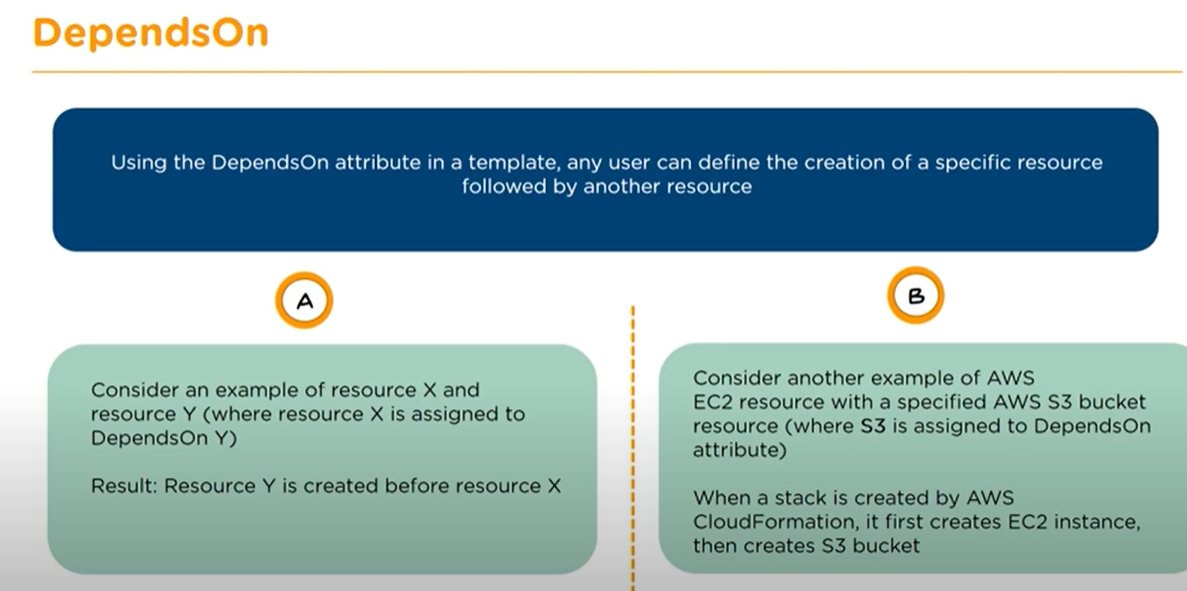 DependsOn
Using the DependsOn attribute in a template, any user can define the creation of a specific resource
followed by another resource
A
Consider an example of resource X and
resource Y (where resource X is assigned to
DependsOn Y)
Result: Resource Y is created before resource X
B
Consider another example of AWS
EC2 resource with a specified AWS S3 bucket
resource (where S3 is assigned to DependsOn
attribute)
When a stack is created by AWS
CloudFormation, it first creates EC2 instance,
then creates S3 bucket